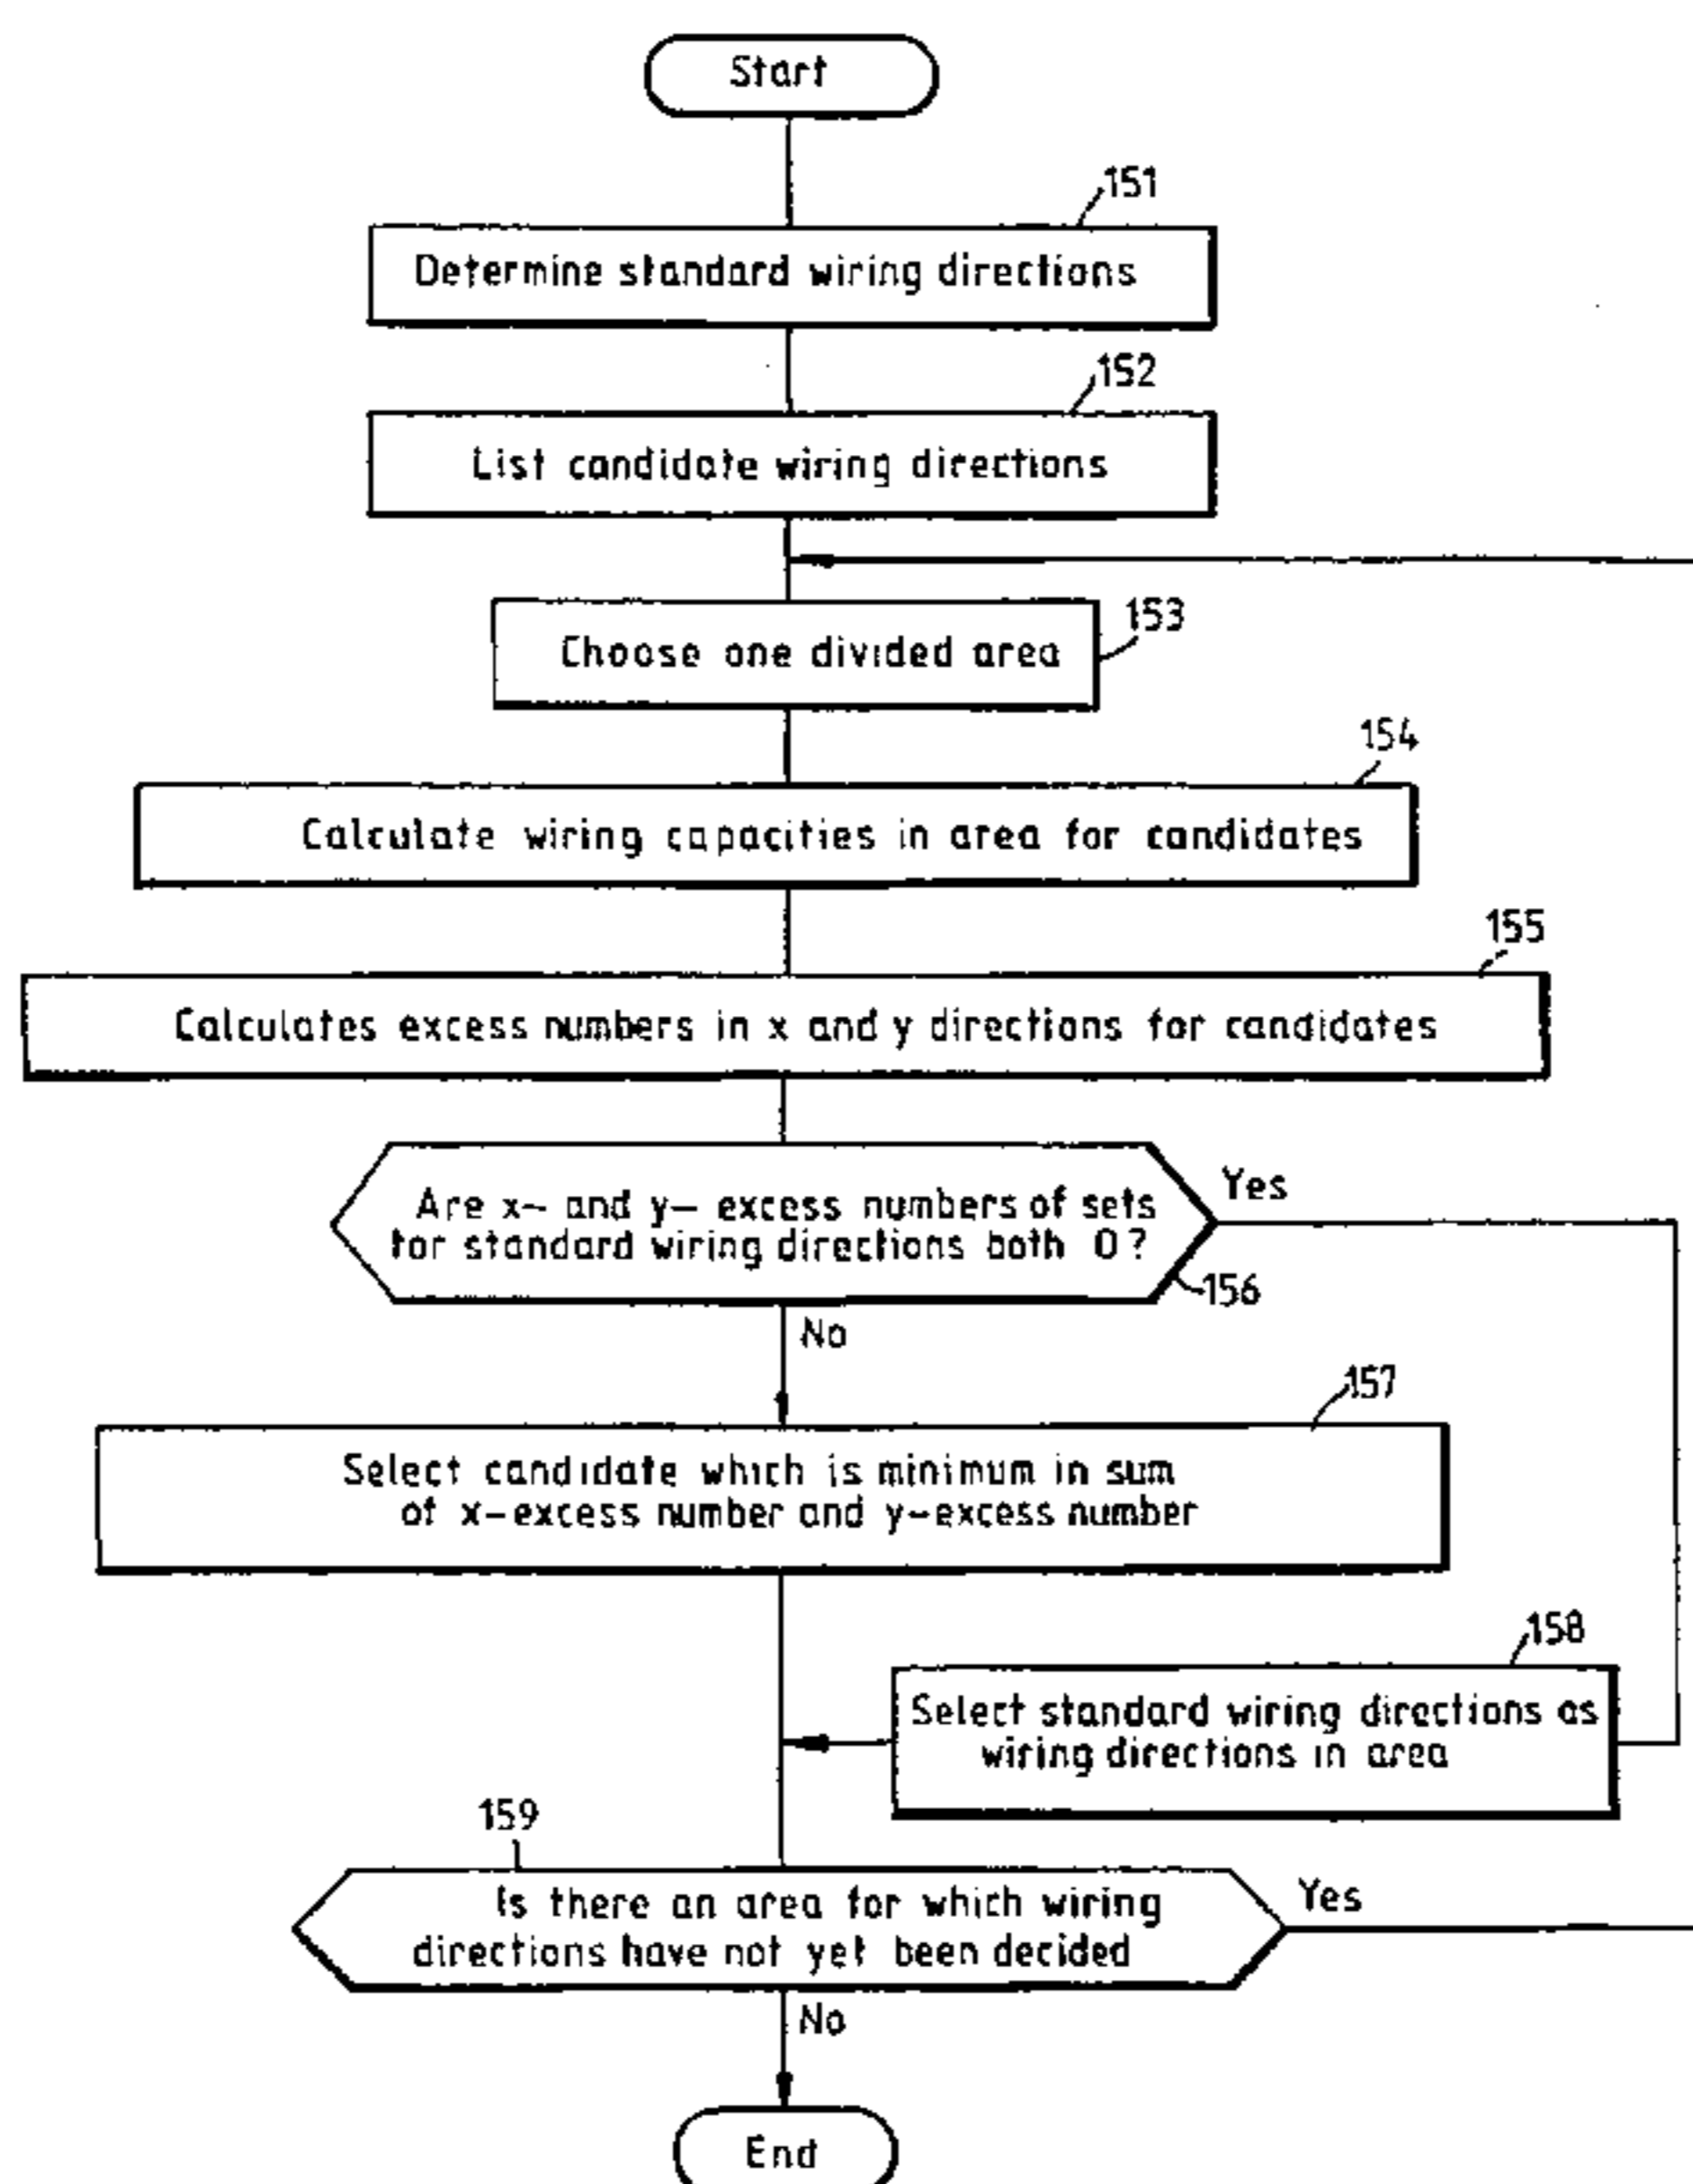 Start
151
Determine standard wiring directions
152
List candidate wiring directions
153
Choose one divided area
154
Calculate wiring capacities in area for candidates
155
Calculates excess numbers in x and y directions for candidates
Are x- and y- excess numbers of sets
for standard wiring directions both 0?
Yes
156
No
157
Select candidate which is minimum in sum
of x-excess number and y-excess number
158
Select standard wiring directions as
wiring directions in area
159
Is there an area for which wiring
directions have not yet been decided
Yes
No
End